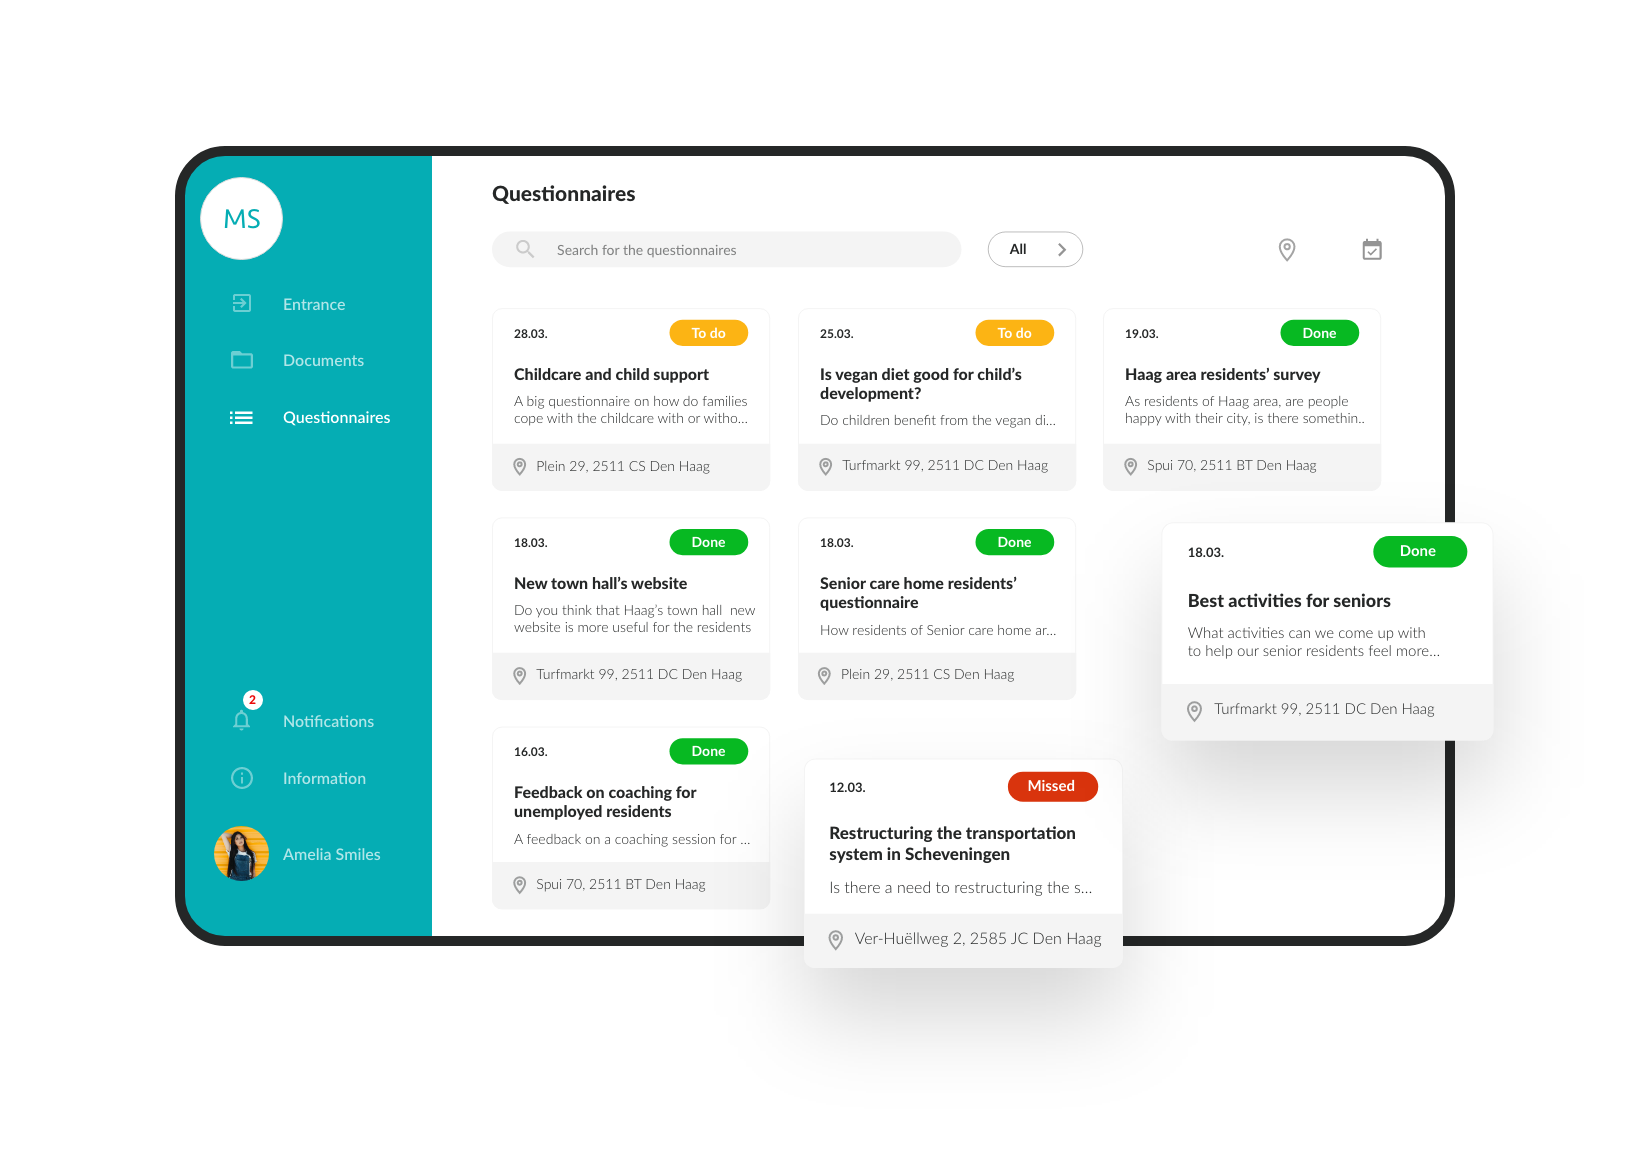 MS
Entrance
Documents
Questionnaires
2
Notifications
Information
Amelia Smiles
Questionnaires
Search for the questionnaires
All
28.03.
To do
Childcare and child support
A big questionnaire on how do families
cope with the childcare with or witho...
Plein 29, 2511 CS Den Haag
25.03.
To do
Is vegan diet good for child's
development?
Do children benefit from the vegan di...
Turfmarkt 99, 2511 DC Den Haag
19.03.
Done
Haag area residents' survey
As residents of Haag area, are people
happy with their city, is there somethin..
Spui 70, 2511 BT Den Haag
18.03.
Done
New town hall's website
Do you think that Haag's town hall  new
website is more useful for the residents
Turfmarkt 99, 2511 DC Den Haag
18.03.
Done
Senior care home residents'
questionnaire
How residents of Senior care home ar...
Plein 29, 2511 CS Den Haag
18.03.
Done
Best activities for seniors
What activities can we come up with
to help our senior residents feel more...
Turfmarkt 99, 2511 DC Den Haag
16.03.
Done
Feedback on coaching for
unemployed residents
A feedback on a coaching session for ...
Spui 70, 2511 BT Den Haag
12.03.
Missed
Restructuring the transportation
system in Scheveningen
Is there a need to restructuring the s...
Ver-Huëllweg 2, 2585 JC Den Haag